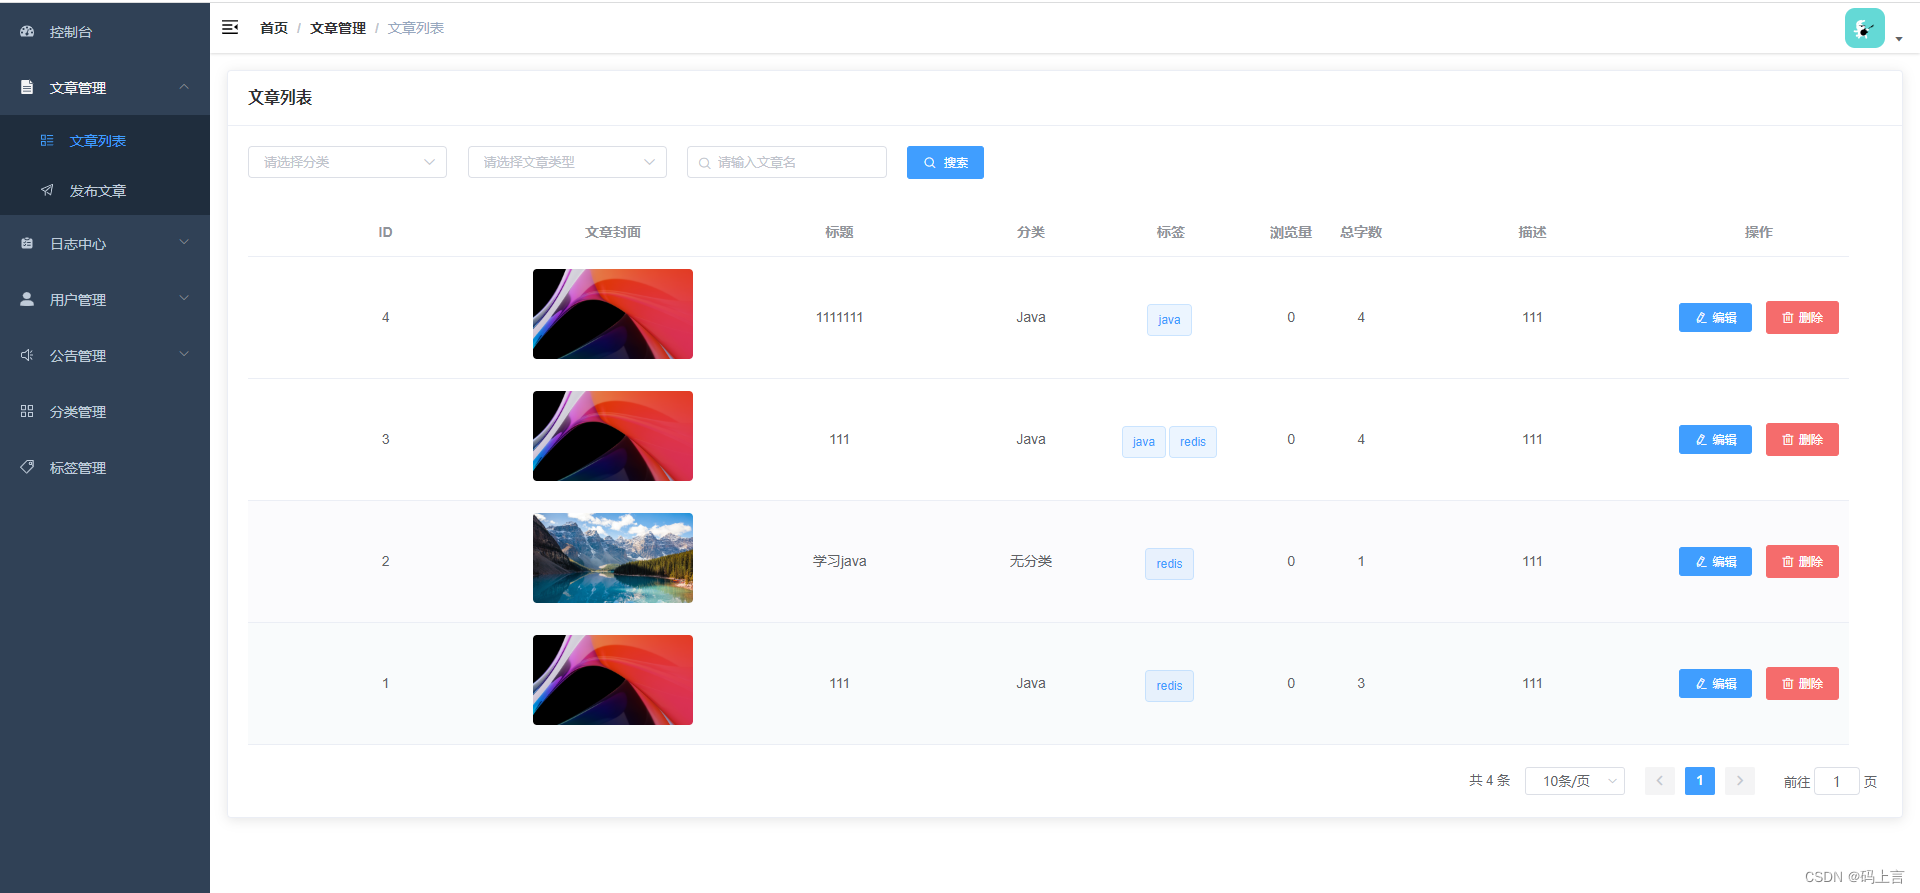 控制台
文章管理
文章列表
发布文章
日志中心
用户管理
公告管理
分类管理
标签管理
首页 / 文章管理 / 文章列表
文章列表
请选择分类 请选择文章类型 请输入文章名 搜索
ID 文章封面 标题 分类 标签 浏览量 总字数 描述 操作
4 1111111 Java java 0 4 111 编辑 删除
3 111 Java java redis 0 4 111 编辑 删除
2 学习java 无分类 redis 0 1 111 编辑 删除
1 111 Java redis 0 3 111 编辑 删除
共 4 条 10条/页 1 前往 1 页
CSDN @码上言